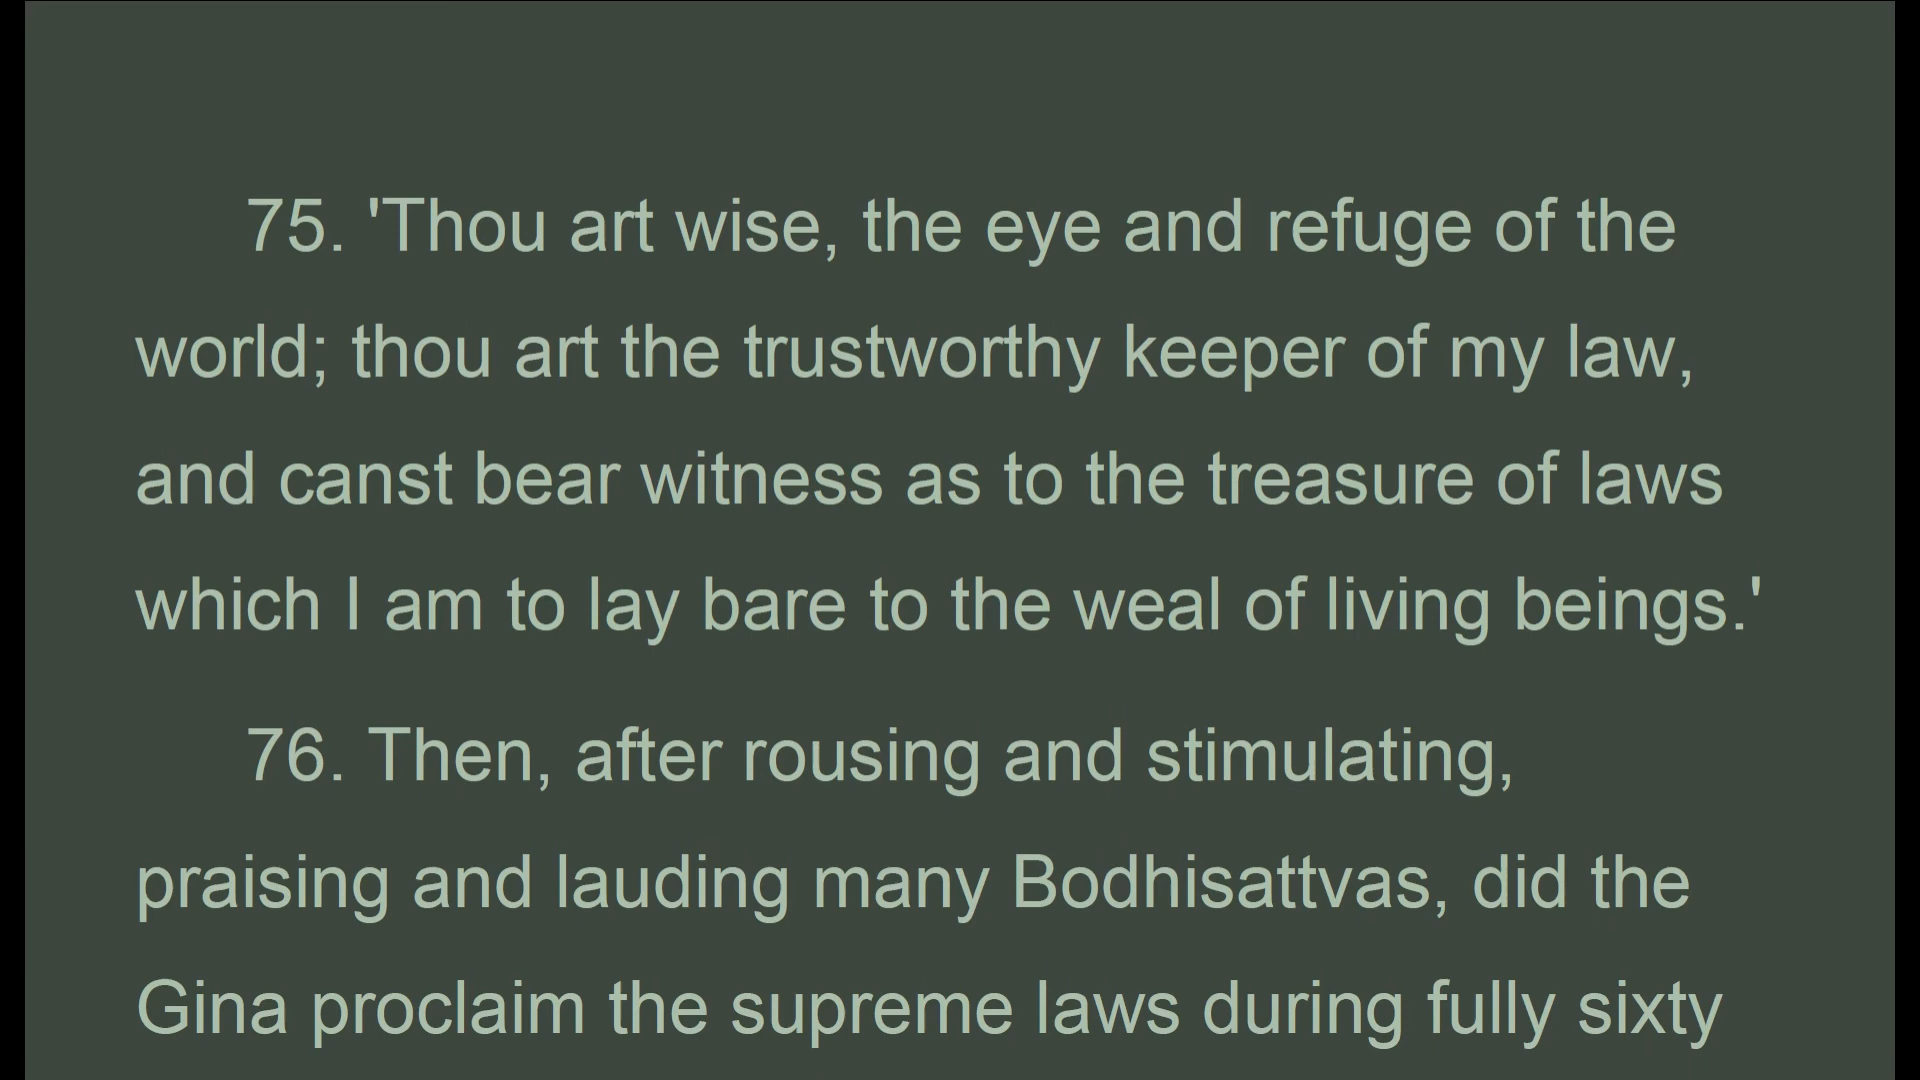 75. 'Thou art wise, the eye and refuge of the
world; thou art the trustworthy keeper of my law,
and canst bear witness as to the treasure of laws
which I am to lay bare to the weal of living beings.'
76. Then, after rousing and stimulating,
praising and lauding many Bodhisattvas, did the
Gina proclaim the supreme laws during fully sixty